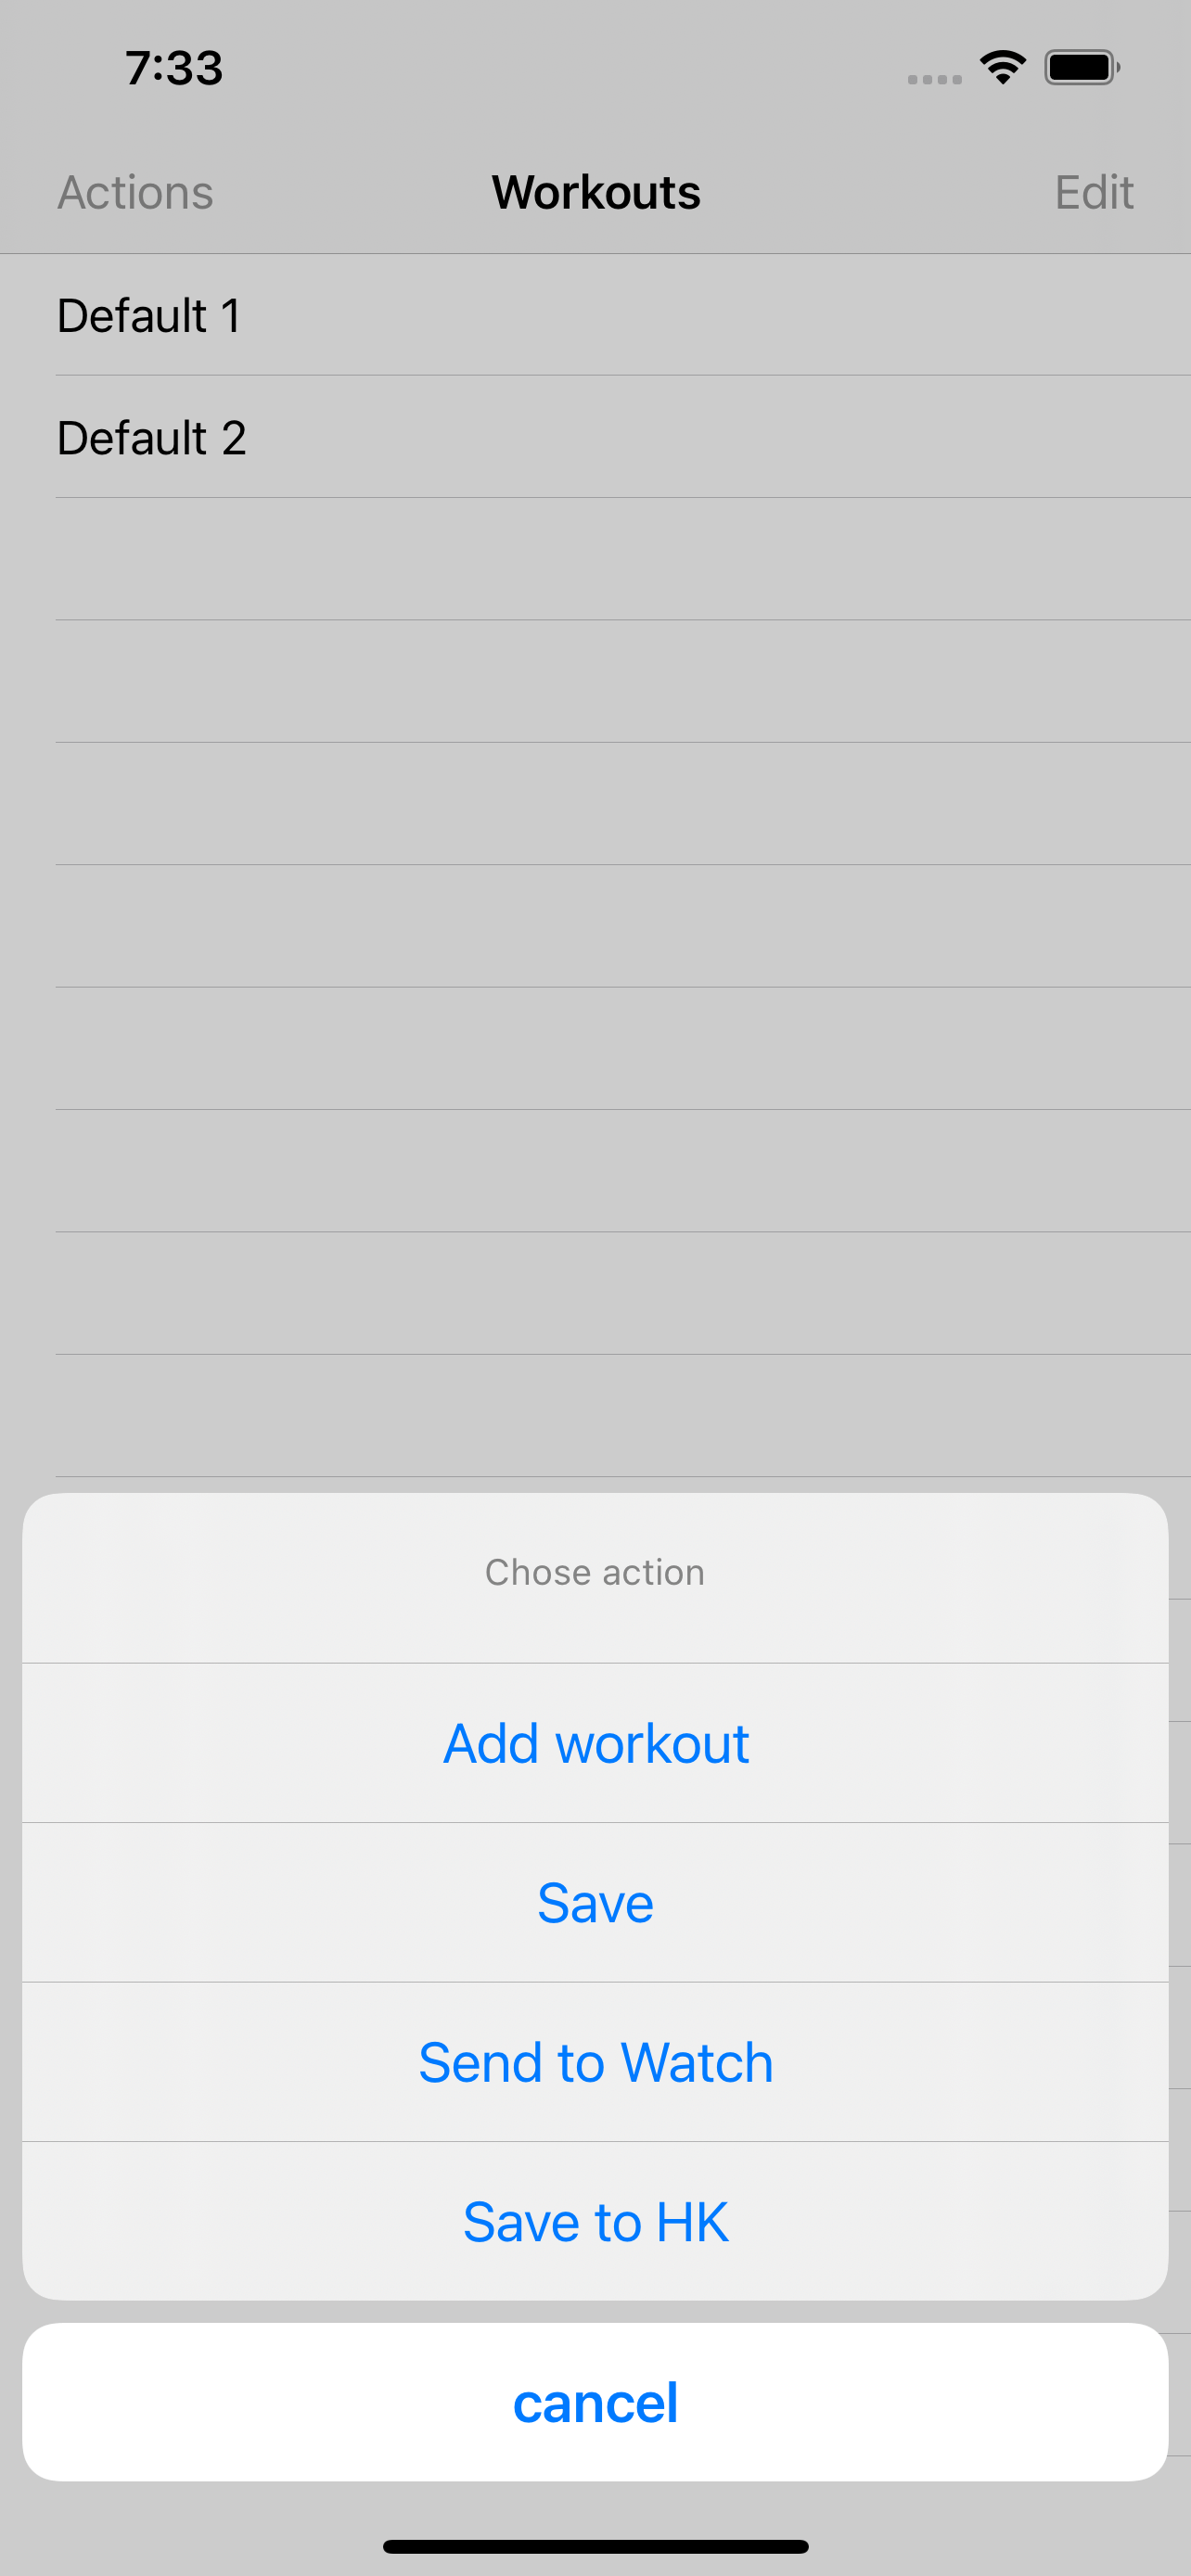 7:33
Actions Workouts Edit
Default 1
Default 2
Chose action
Add workout
Save
Send to Watch
Save to HK
cancel